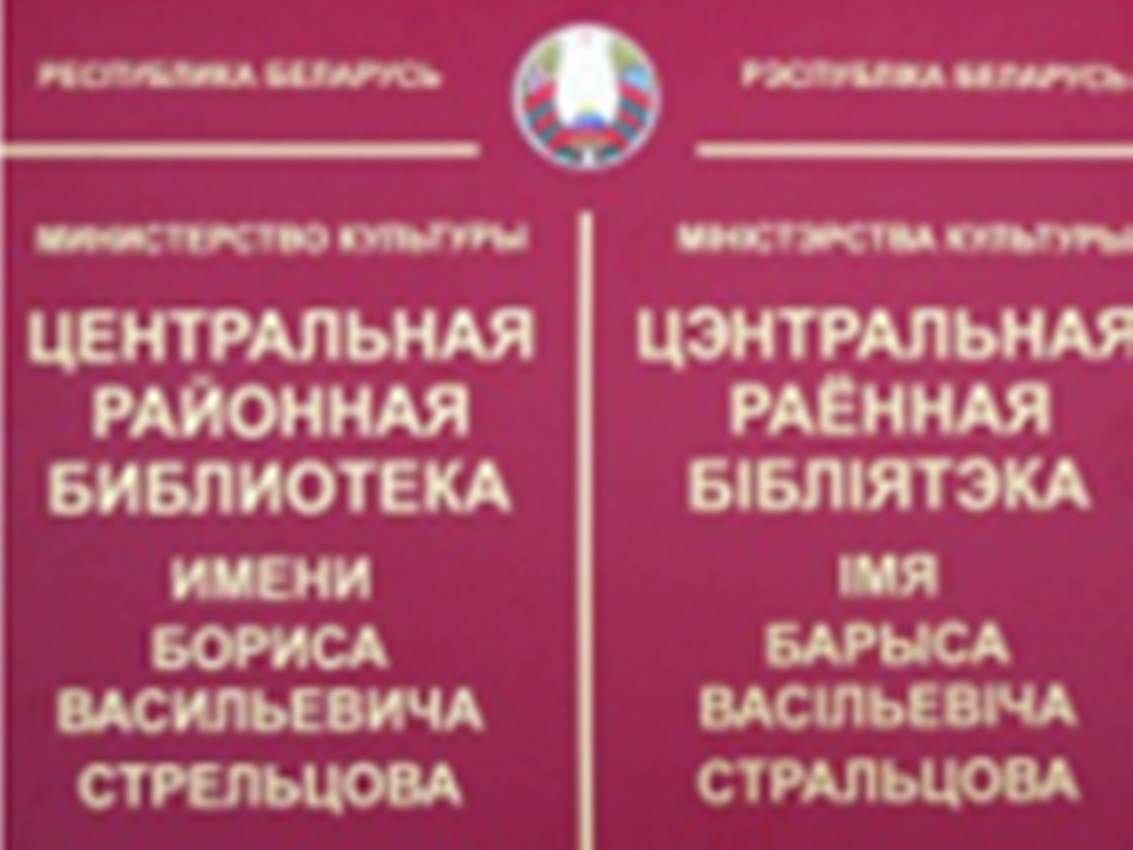 РЕСПУБЛИКА БЕЛАРУСЬ
МИНИСТЕРСТВО КУЛЬТУРЫ
ЦЕНТРАЛЬНАЯ
РАЙОННАЯ
БИБЛИОТЕКА
ИМЕНИ
БОРИСА
ВАСИЛЬЕВИЧА
СТРЕЛЬЦОВА
РЭСПУБЛІКА БЕЛАРУСЬ
МІНІСТЭРСТВА КУЛЬТУРЫ
ЦЭНТРАЛЬНАЯ
РАЁННАЯ
БІБЛІЯТЭКА
ІМЯ
БАРЫСА
ВАСІЛЬЕВІЧА
СТРАЛЬЦОВА